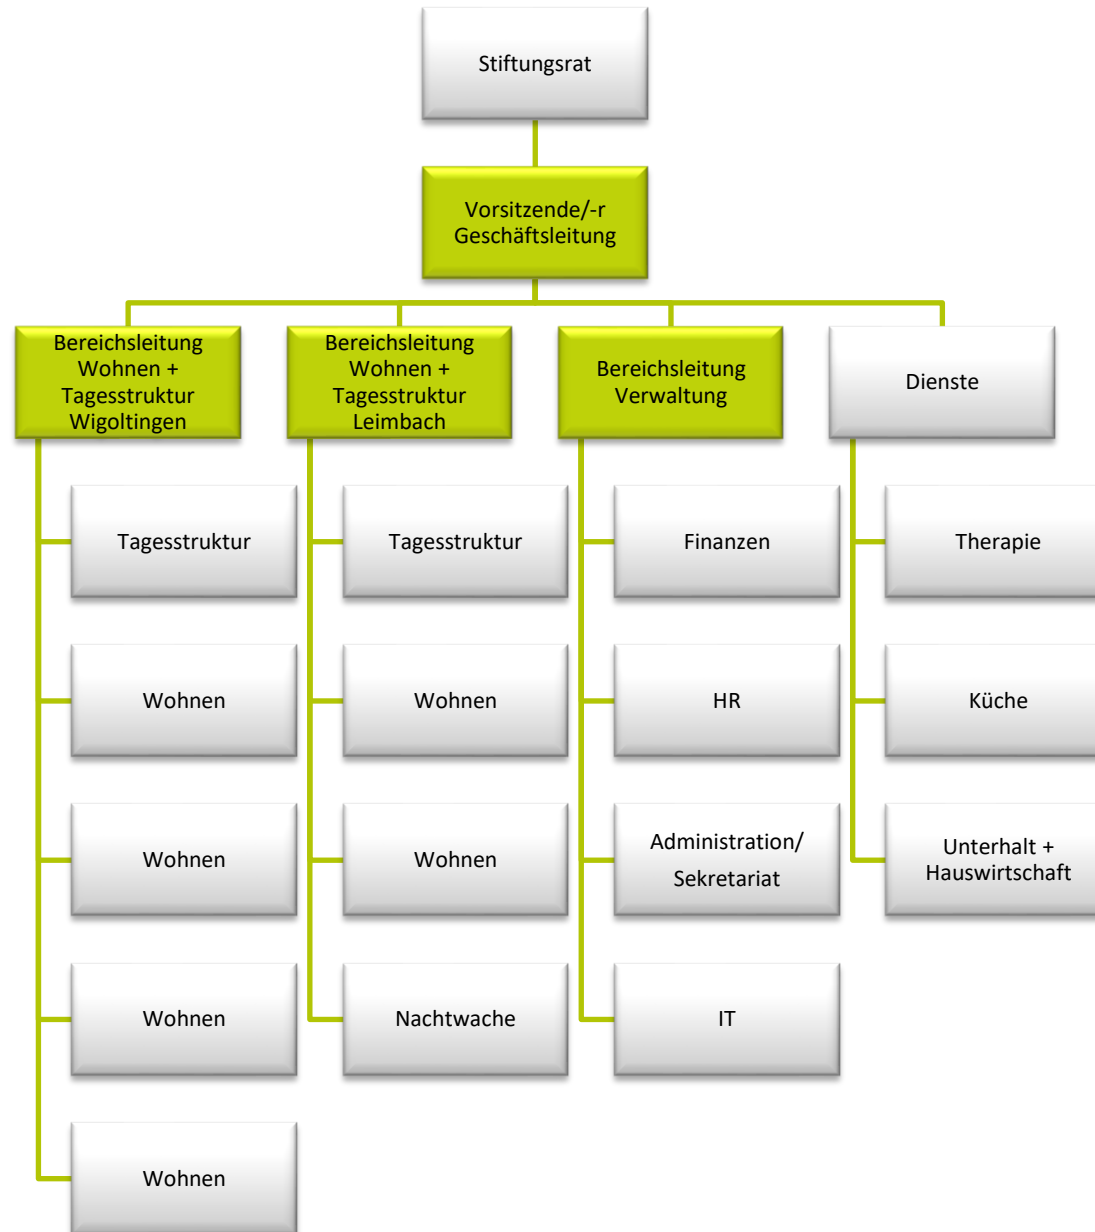 Stiftungsrat
Vorsitzende/-r
Geschäftsleitung
Bereichsleitung
Wohnen +
Tagesstruktur
Wigoltingen
Bereichsleitung
Wohnen +
Tagesstruktur
Leimbach
Bereichsleitung
Verwaltung
Dienste
Tagesstruktur
Wohnen
Wohnen
Wohnen
Wohnen
Tagesstruktur
Wohnen
Wohnen
Nachtwache
Finanzen
HR
Administration/
Sekretariat
IT
Therapie
Küche
Unterhalt +
Hauswirtschaft